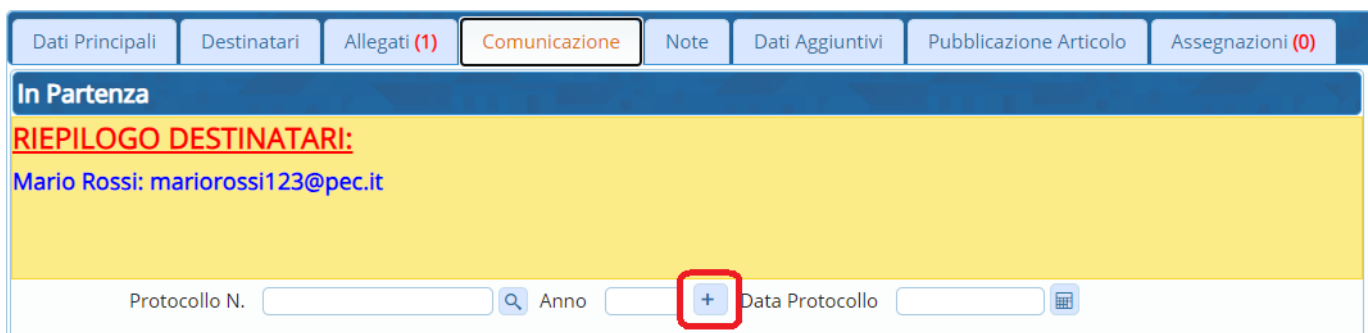 Dati Principali Destinatari Allegati (1) Comunicazione Note Dati Aggiuntivi Pubblicazione Articolo Assegnazioni (0)
In Partenza
RIEPILOGO DESTINATARI:
Mario Rossi: mariorossi123@pec.it
Protocollo N. Anno + Data Protocollo